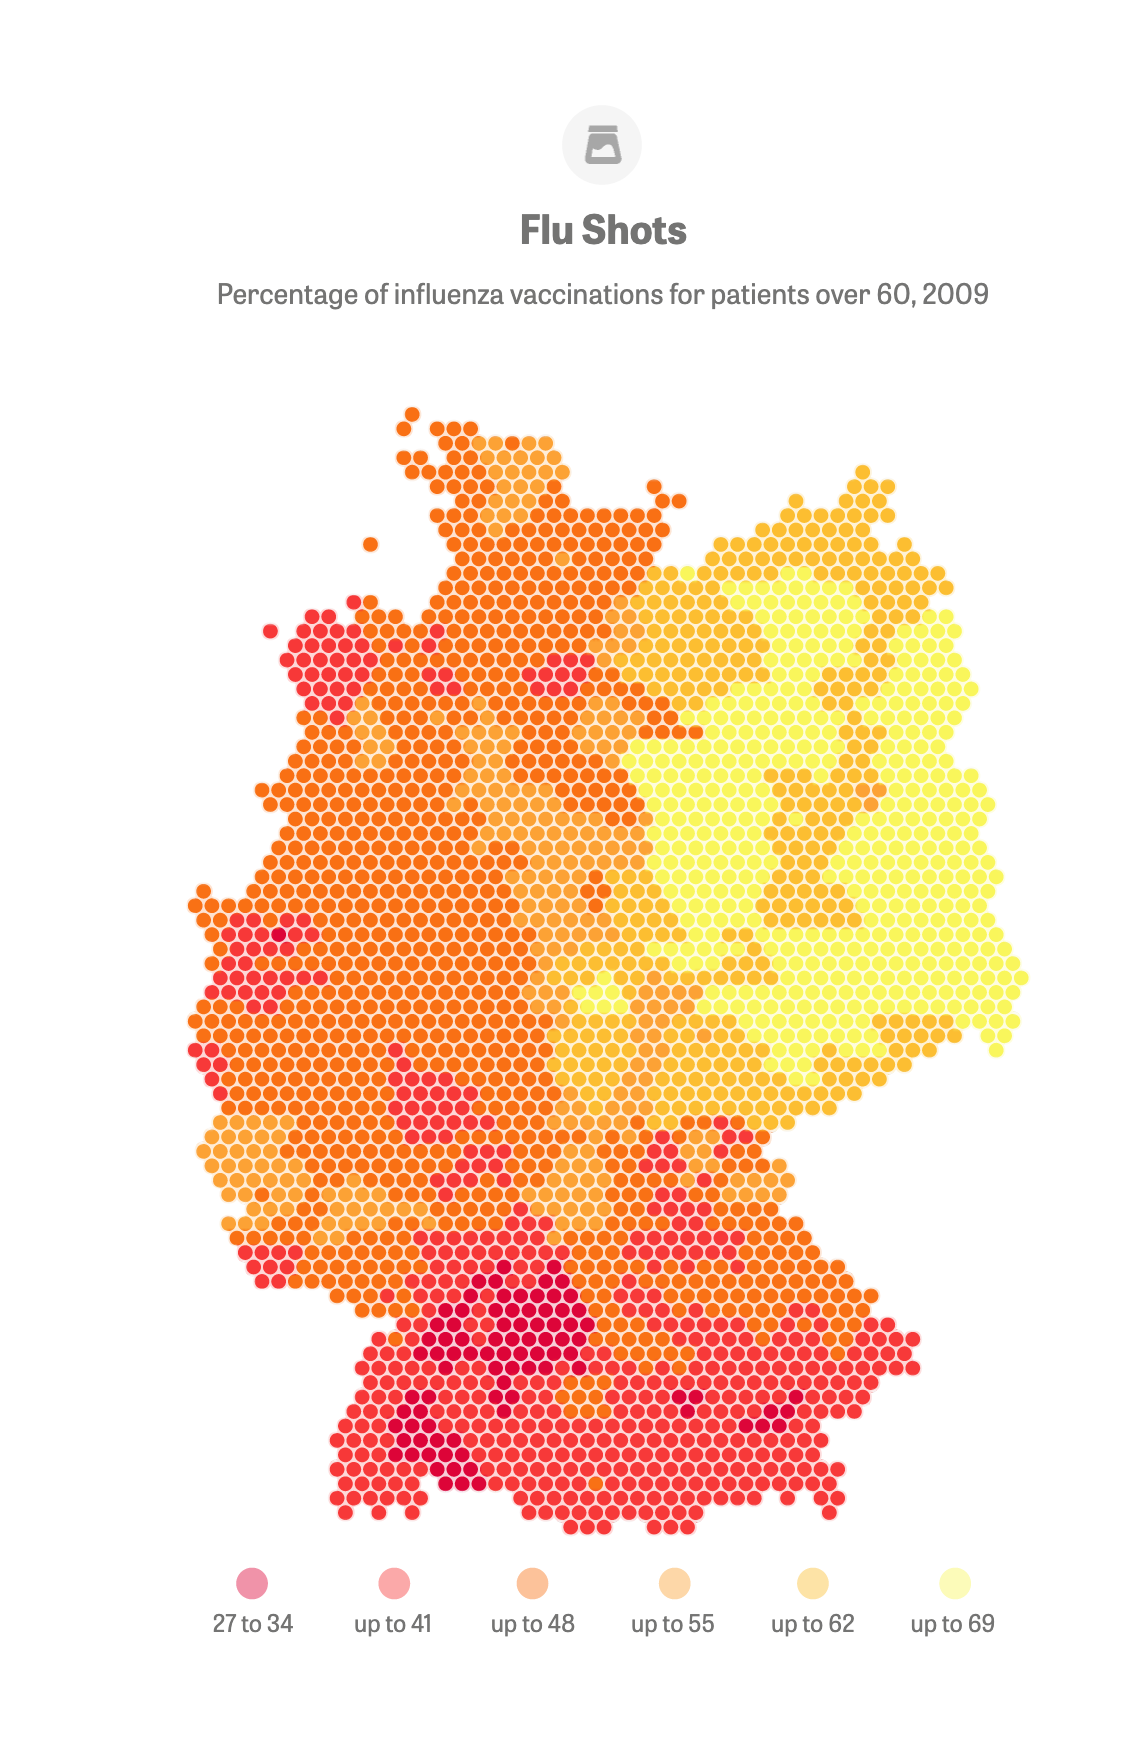 Flu Shots
Percentage of influenza vaccinations for patients over 60, 2009
27 to 34
up to 41
up to 48
up to 55
up to 62
up to 69